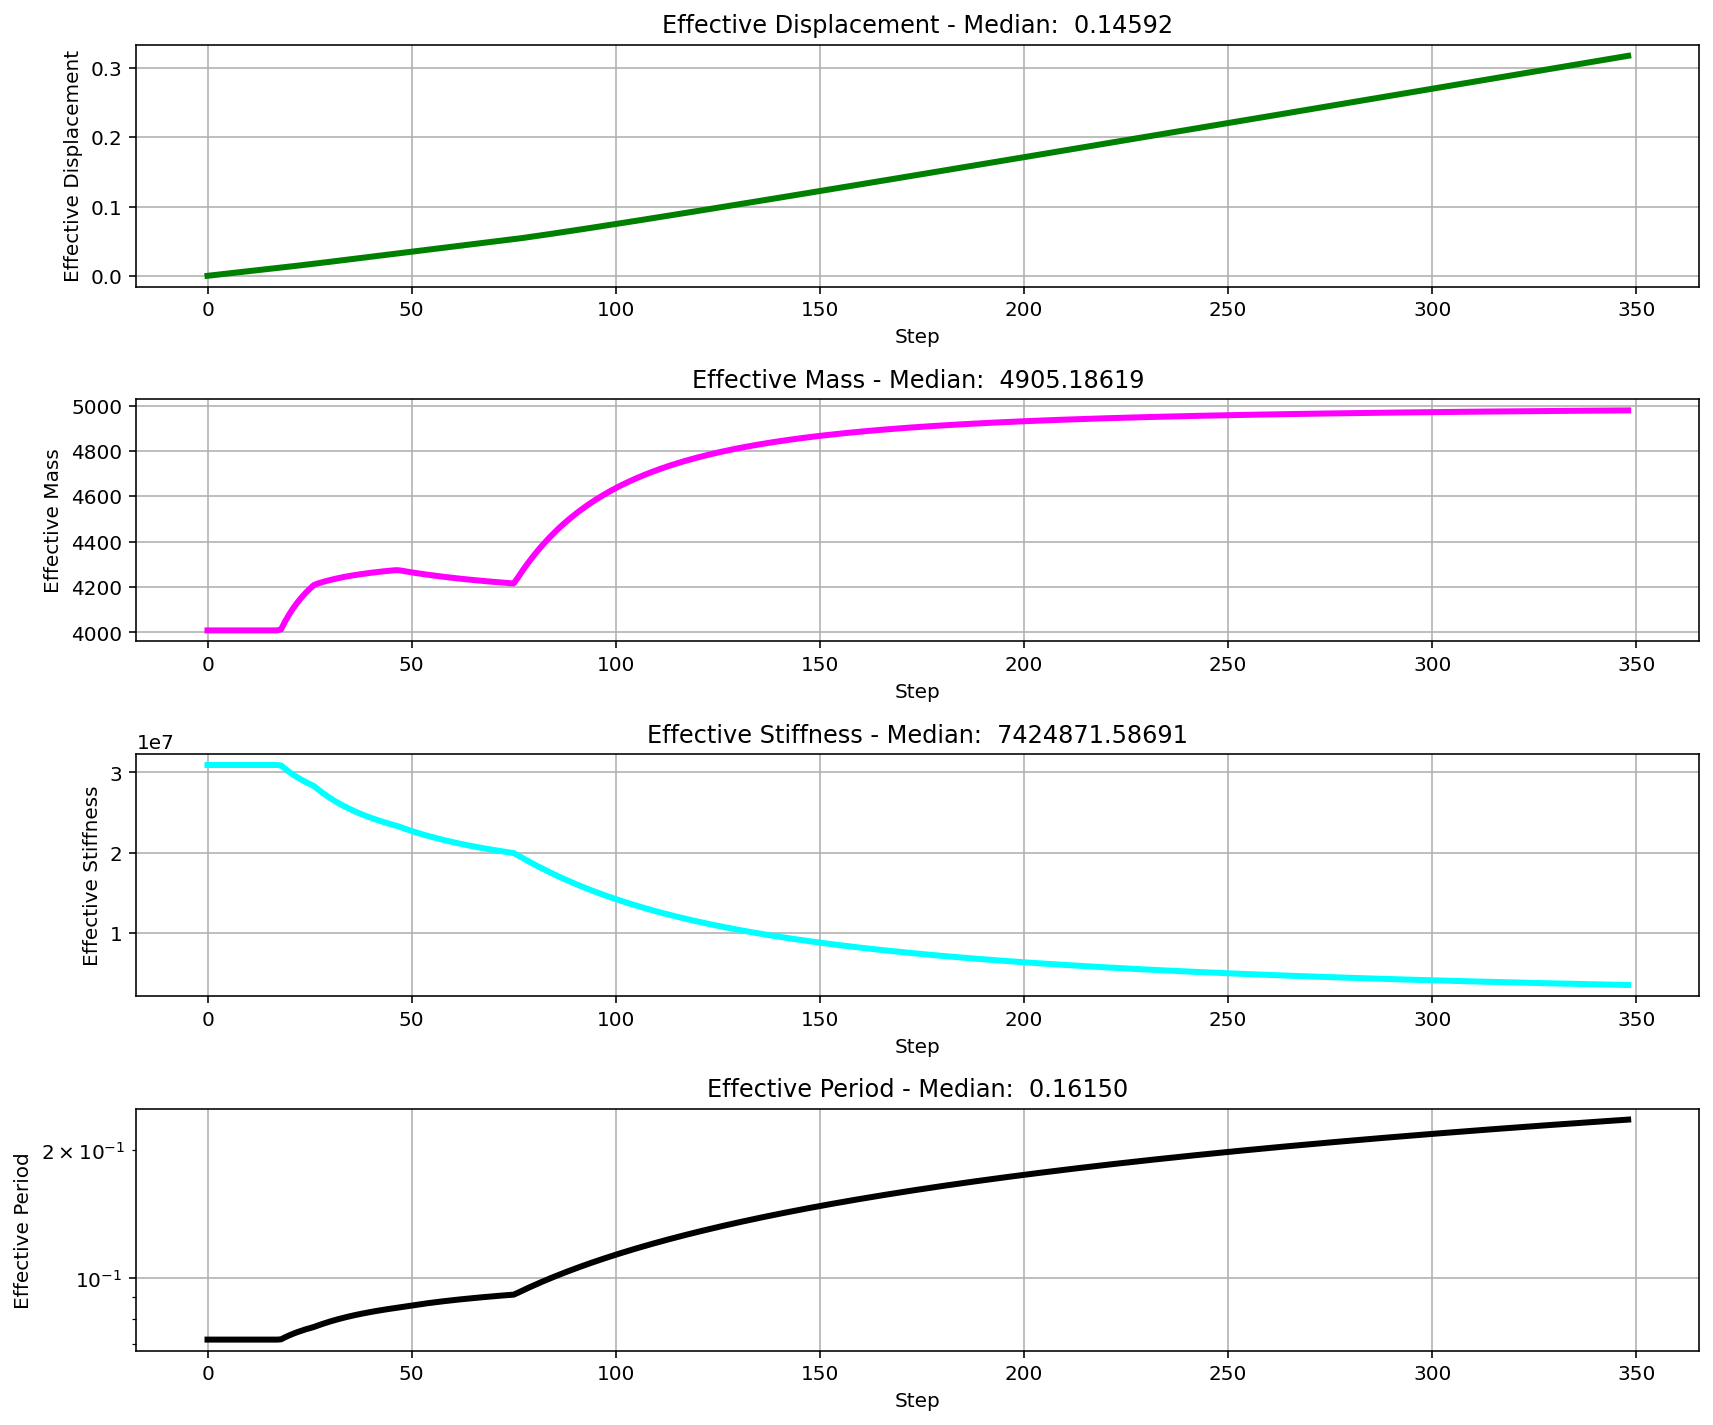 Effective Displacement - Median:  0.14592
Effective Displacement
0.3
0.2
0.1
0.0
0 50 100 150 200 250 300 350
Step
Effective Mass - Median:  4905.18619
Effective Mass
5000
4800
4600
4400
4200
4000
0 50 100 150 200 250 300 350
Step
Effective Stiffness - Median:  7424871.58691
1e7
Effective Stiffness
3
2
1
0 50 100 150 200 250 300 350
Step
Effective Period - Median:  0.16150
Effective Period
2 × 10⁻¹
10⁻¹
0 50 100 150 200 250 300 350
Step